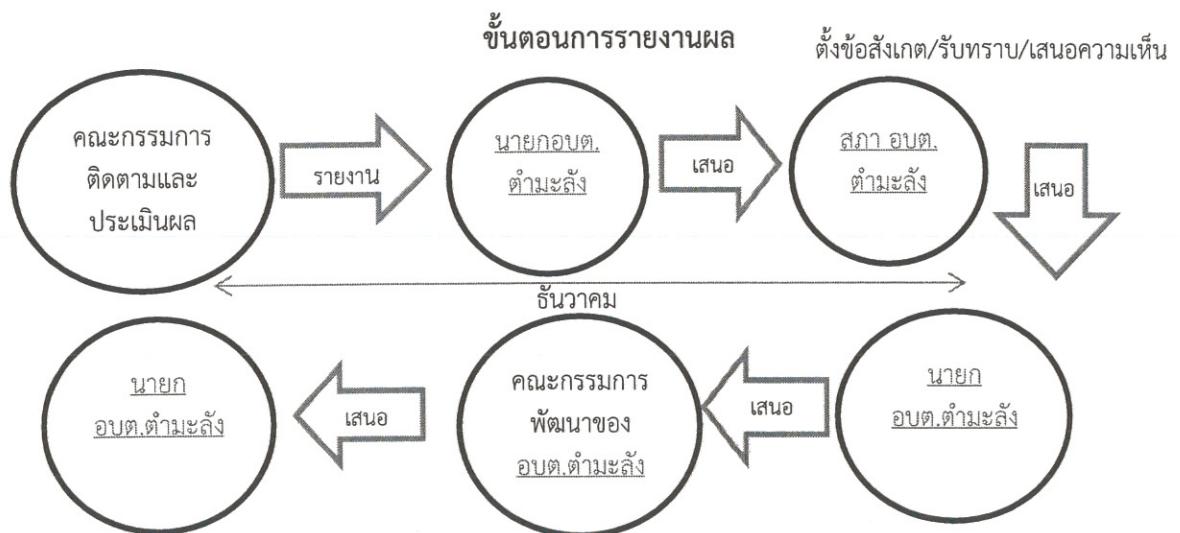 ขั้นตอนการรายงานผล
ตั้งข้อสังเกต/รับทราบ/เสนอความเห็น
คณะกรรมการ
ติดตามและ
ประเมินผล
รายงาน
นายกอบต.
ตำมะลัง
เสนอ
สภา อบต.
ตำมะลัง
เสนอ
ธันวาคม
นายก
อบต.ตำมะลัง
เสนอ
คณะกรรมการ
พัฒนาของ
อบต.ตำมะลัง
เสนอ
นายก
อบต.ตำมะลัง